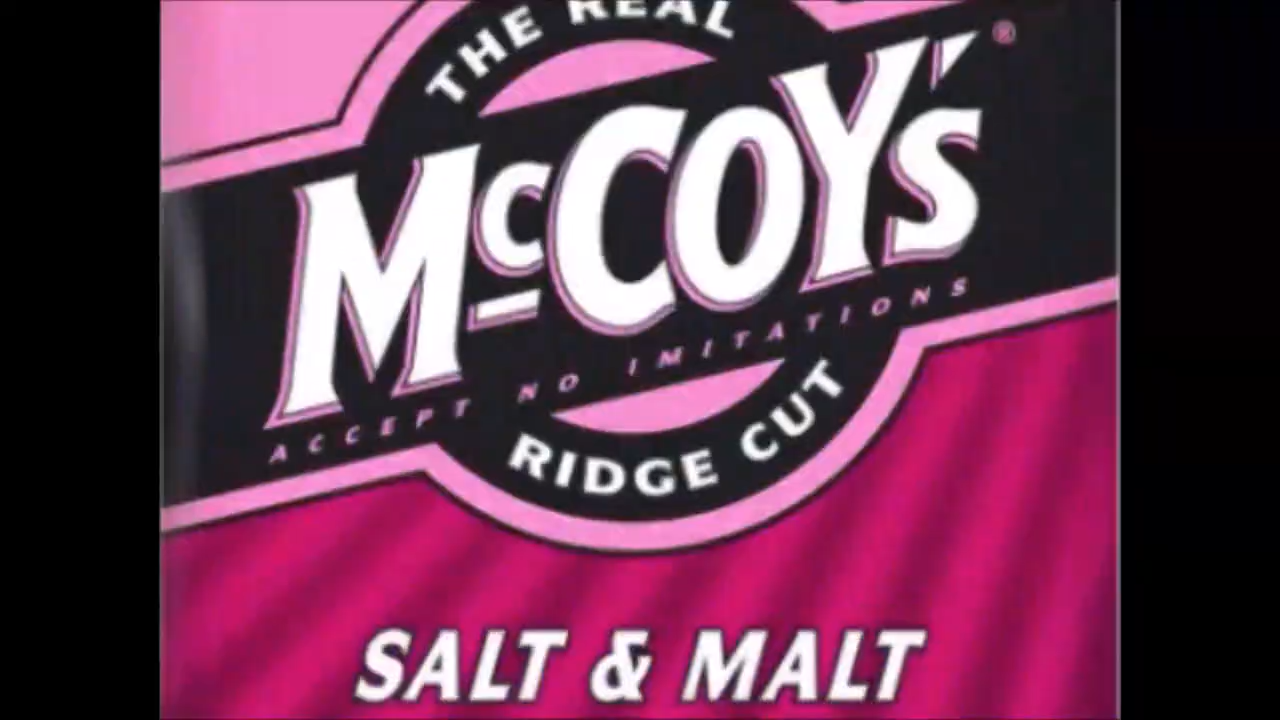 THE REAL
McCOY's®
ACCEPT NO IMITATIONS
RIDGE CUT
SALT & MALT